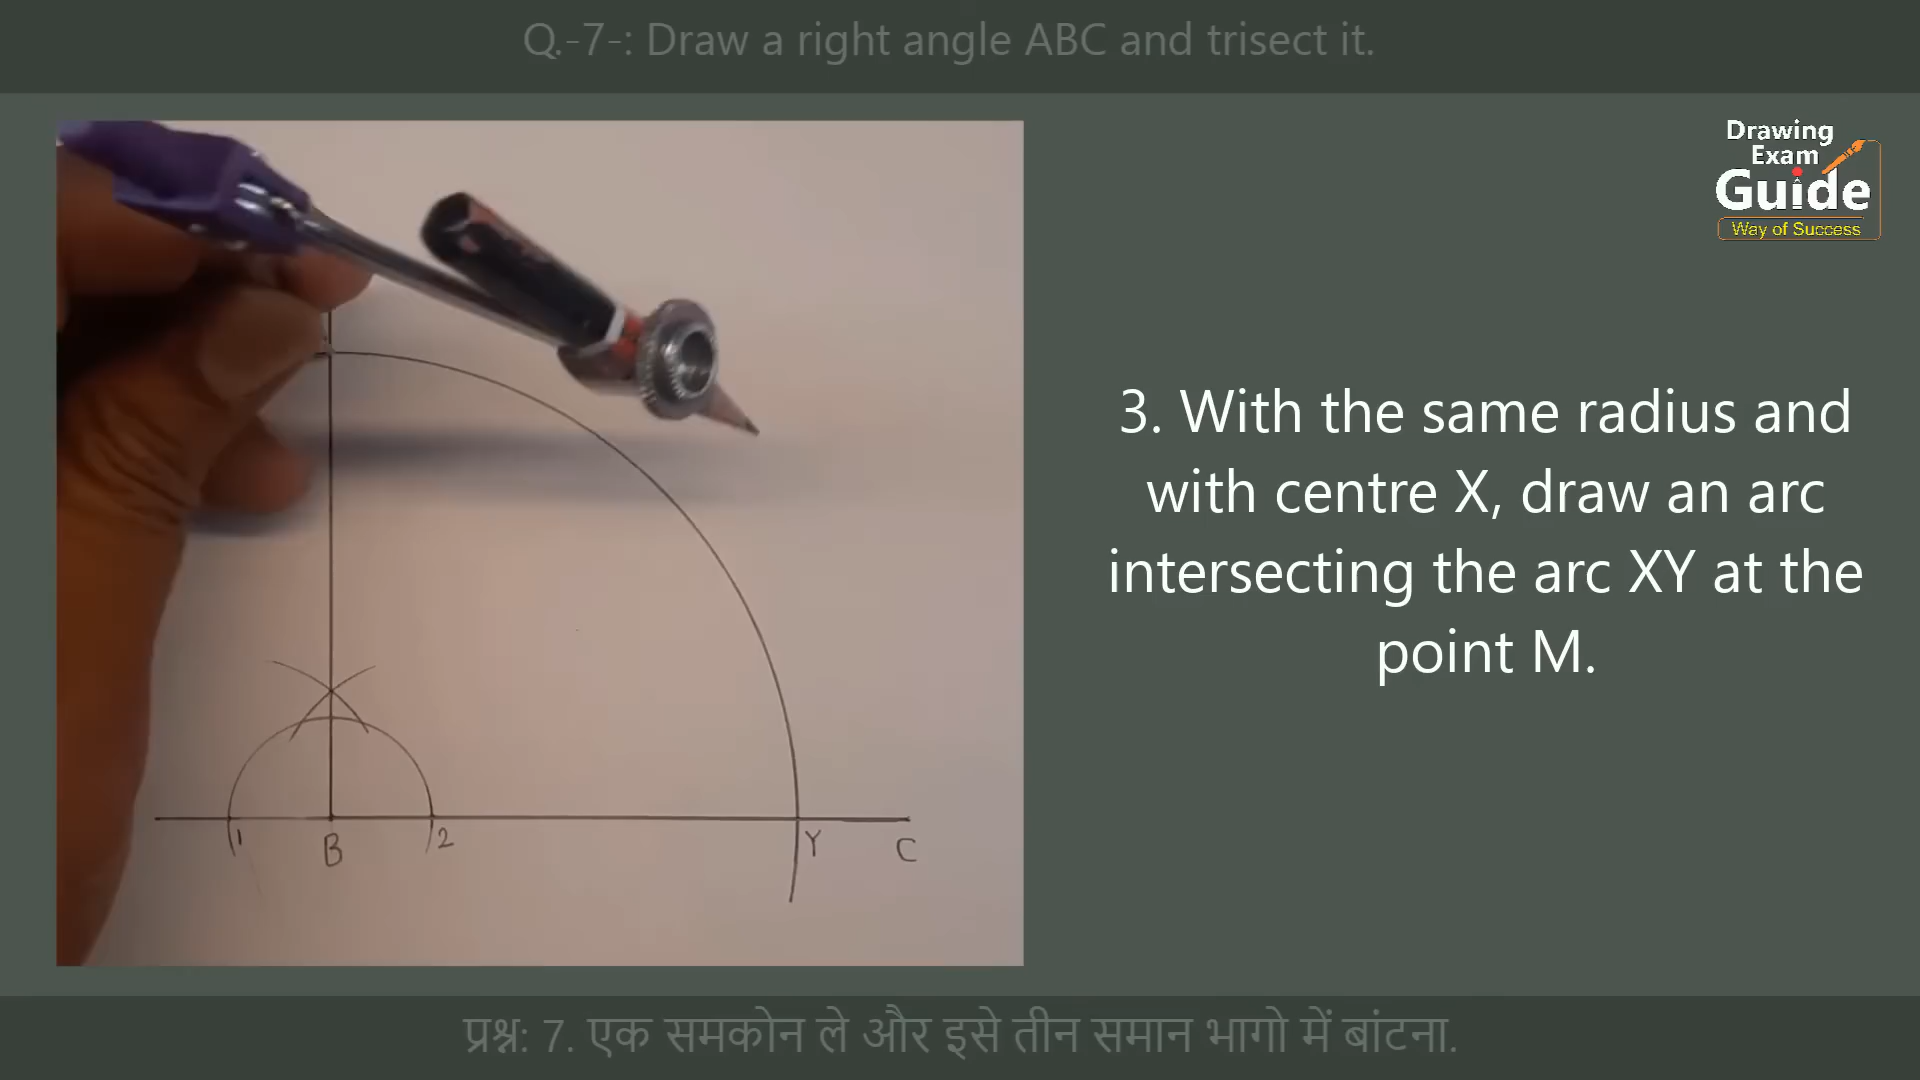 Q.-7-: Draw a right angle ABC and trisect it.
Drawing
Exam
Guide
Way of Success
3. With the same radius and
with centre X, draw an arc
intersecting the arc XY at the
point M.
1
B
2
Y
C
प्रश्न: 7. एक समकोन ले और इसे तीन समान भागो में बांटना.